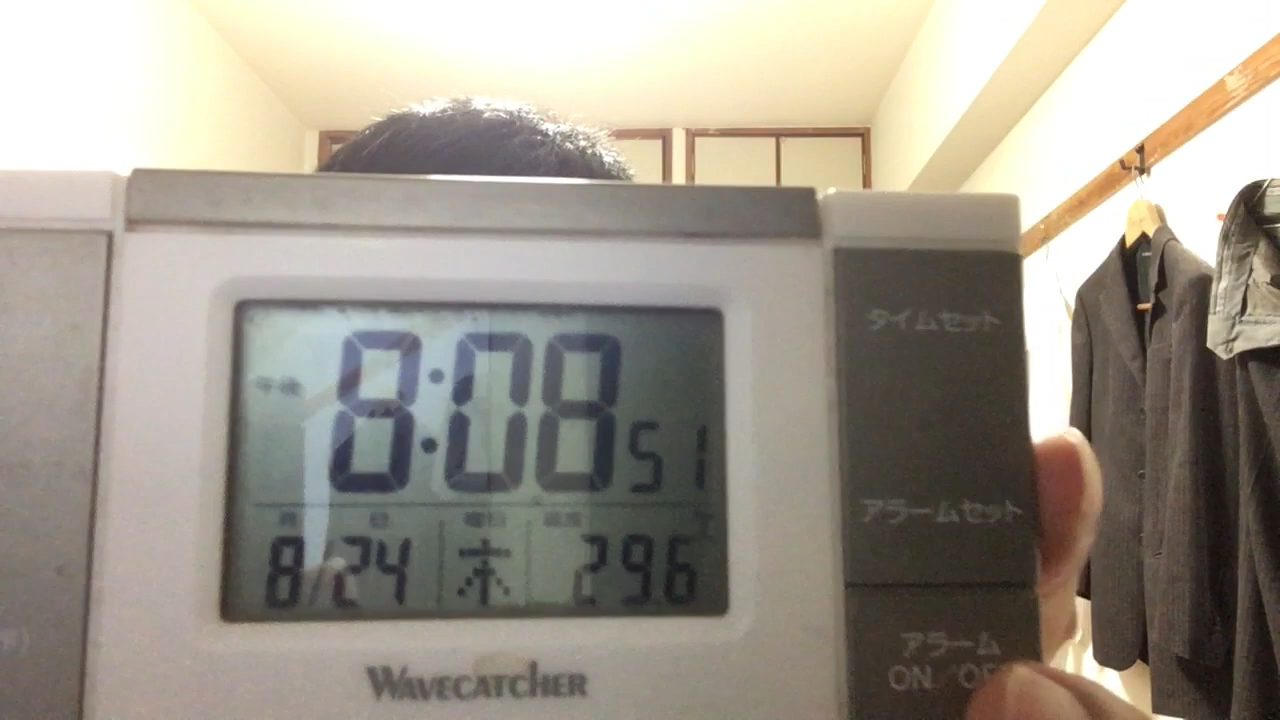 タイムセット
午後 8:08 51
アラームセット
月 日 曜日 温度 ℃
8/24 木 29.6
アラーム
ON OFF
WAVECATCHER